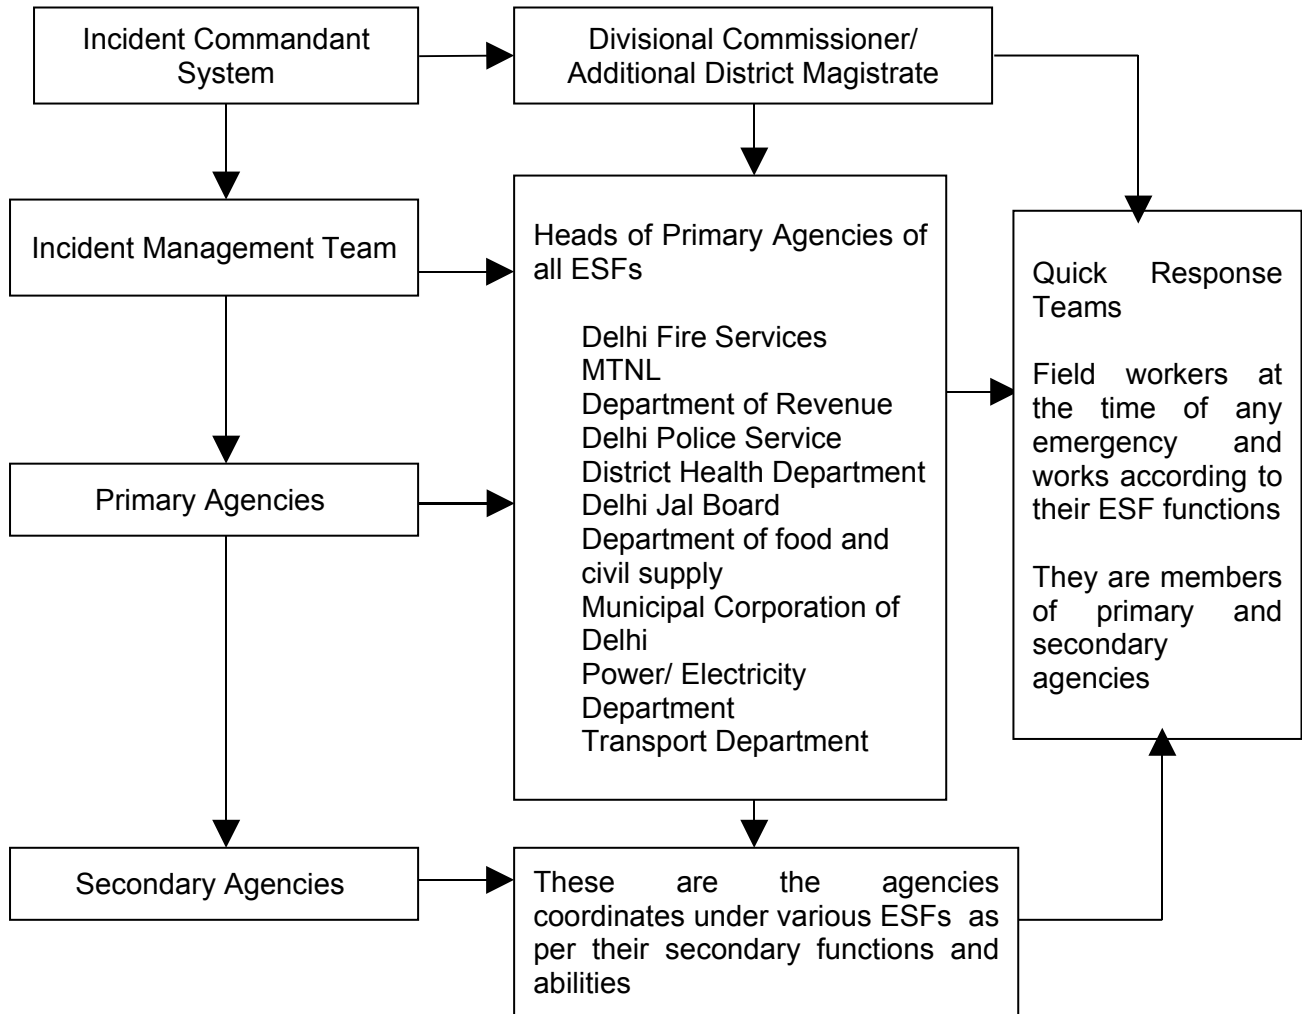 Incident Commandant
System
Divisional Commissioner/
Additional District Magistrate
Incident Management Team
Heads of Primary Agencies of
all ESFs
Delhi Fire Services
MTNL
Department of Revenue
Delhi Police Service
District Health Department
Delhi Jal Board
Department of food and
civil supply
Municipal Corporation of
Delhi
Power/ Electricity
Department
Transport Department
Quick Response
Teams
Field workers at
the time of any
emergency and
works according to
their ESF functions
They are members
of primary and
secondary
agencies
Primary Agencies
Secondary Agencies
These are the agencies
coordinates under various ESFs as
per their secondary functions and
abilities